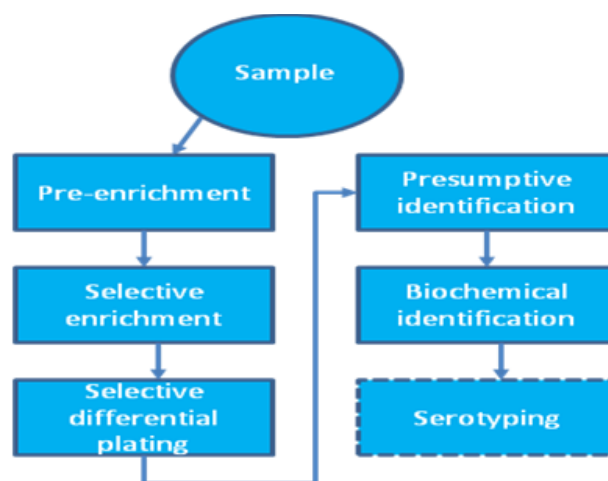 Sample
Pre-enrichment
Selective
enrichment
Selective
differential
plating
Presumptive
identification
Biochemical
identification
Serotyping